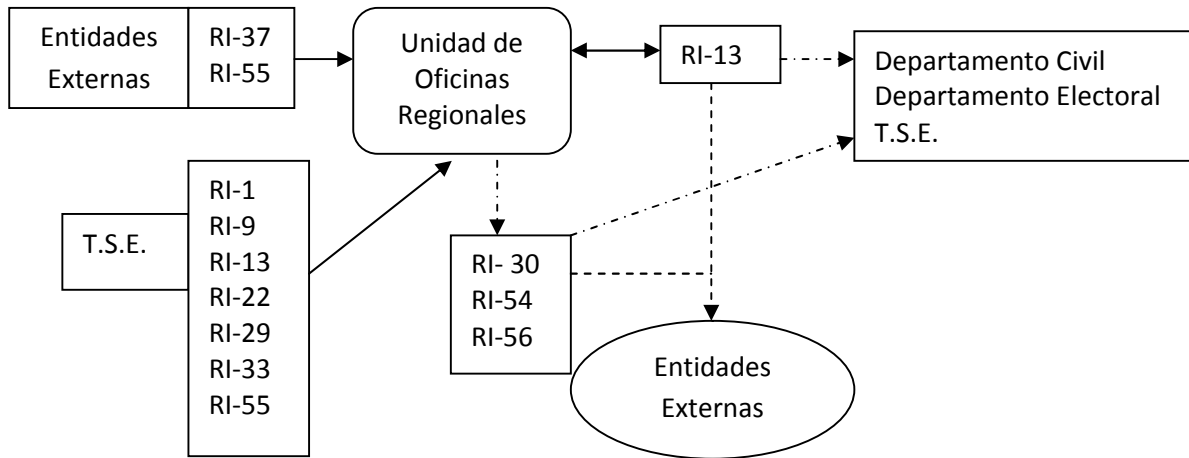 Entidades
Externas
RI-37
RI-55
Unidad de
Oficinas
Regionales
RI-13
Departamento Civil
Departamento Electoral
T.S.E.
T.S.E.
RI-1
RI-9
RI-13
RI-22
RI-29
RI-33
RI-55
RI- 30
RI-54
RI-56
Entidades
Externas